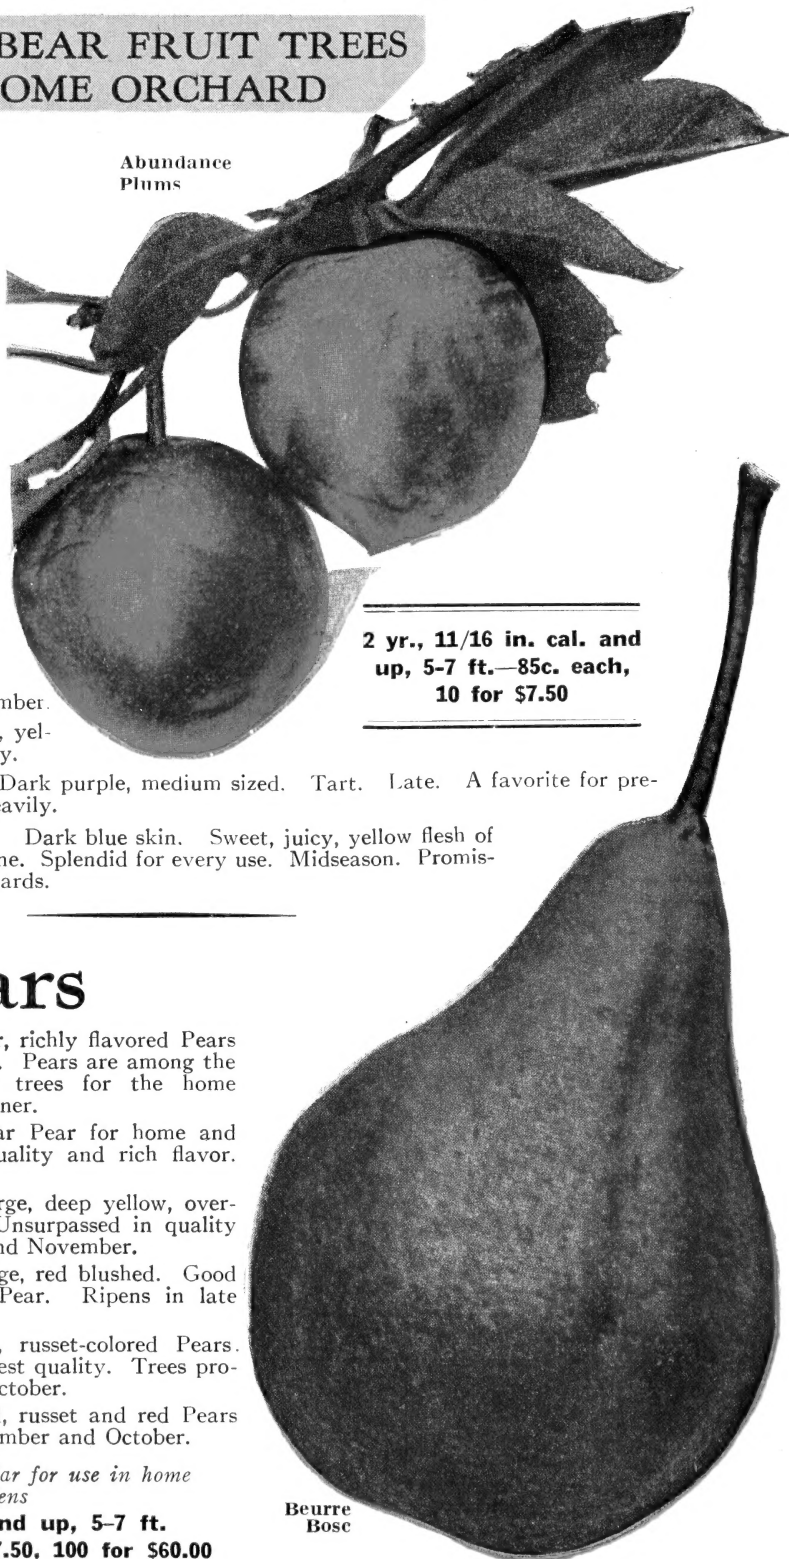 BEAR FRUIT TREES
OME ORCHARD
Abundance
Plums
2 yr., 11/16 in. cal. and
up, 5-7 ft.—85c. each,
10 for $7.50
mber.
, yel-
y.
Dark purple, medium sized. Tart. Late. A favorite for pre-
eavily.
Dark blue skin. Sweet, juicy, yellow flesh of
ne. Splendid for every use. Midseason. Promis-
ards.
ars
r, richly flavored Pears
. Pears are among the
trees for the home
ner.
ar Pear for home and
uality and rich flavor.
rge, deep yellow, over-
Unsurpassed in quality
nd November.
ge, red blushed. Good
Pear. Ripens in late
, russet-colored Pears.
est quality. Trees pro-
ctober.
l, russet and red Pears
mber and October.
ar for use in home
ens
nd up, 5-7 ft.
7.50, 100 for $60.00
Beurre
Bosc